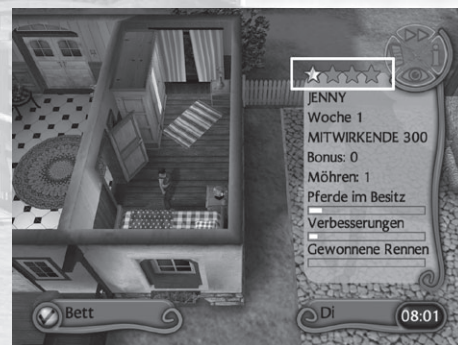 JENNY
Woche 1
MITWIRKENDE 300
Bonus: 0
Möhren: 1
Pferde im Besitz
Verbesserungen
Gewonnene Rennen
Bett
Di
08:01